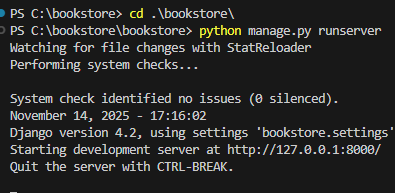 PS C:\bookstore> cd .\bookstore\
PS C:\bookstore\bookstore> python manage.py runserver
Watching for file changes with StatReloader
Performing system checks...
System check identified no issues (0 silenced).
November 14, 2025 - 17:16:02
Django version 4.2, using settings 'bookstore.settings'
Starting development server at http://127.0.0.1:8000/
Quit the server with CTRL-BREAK.